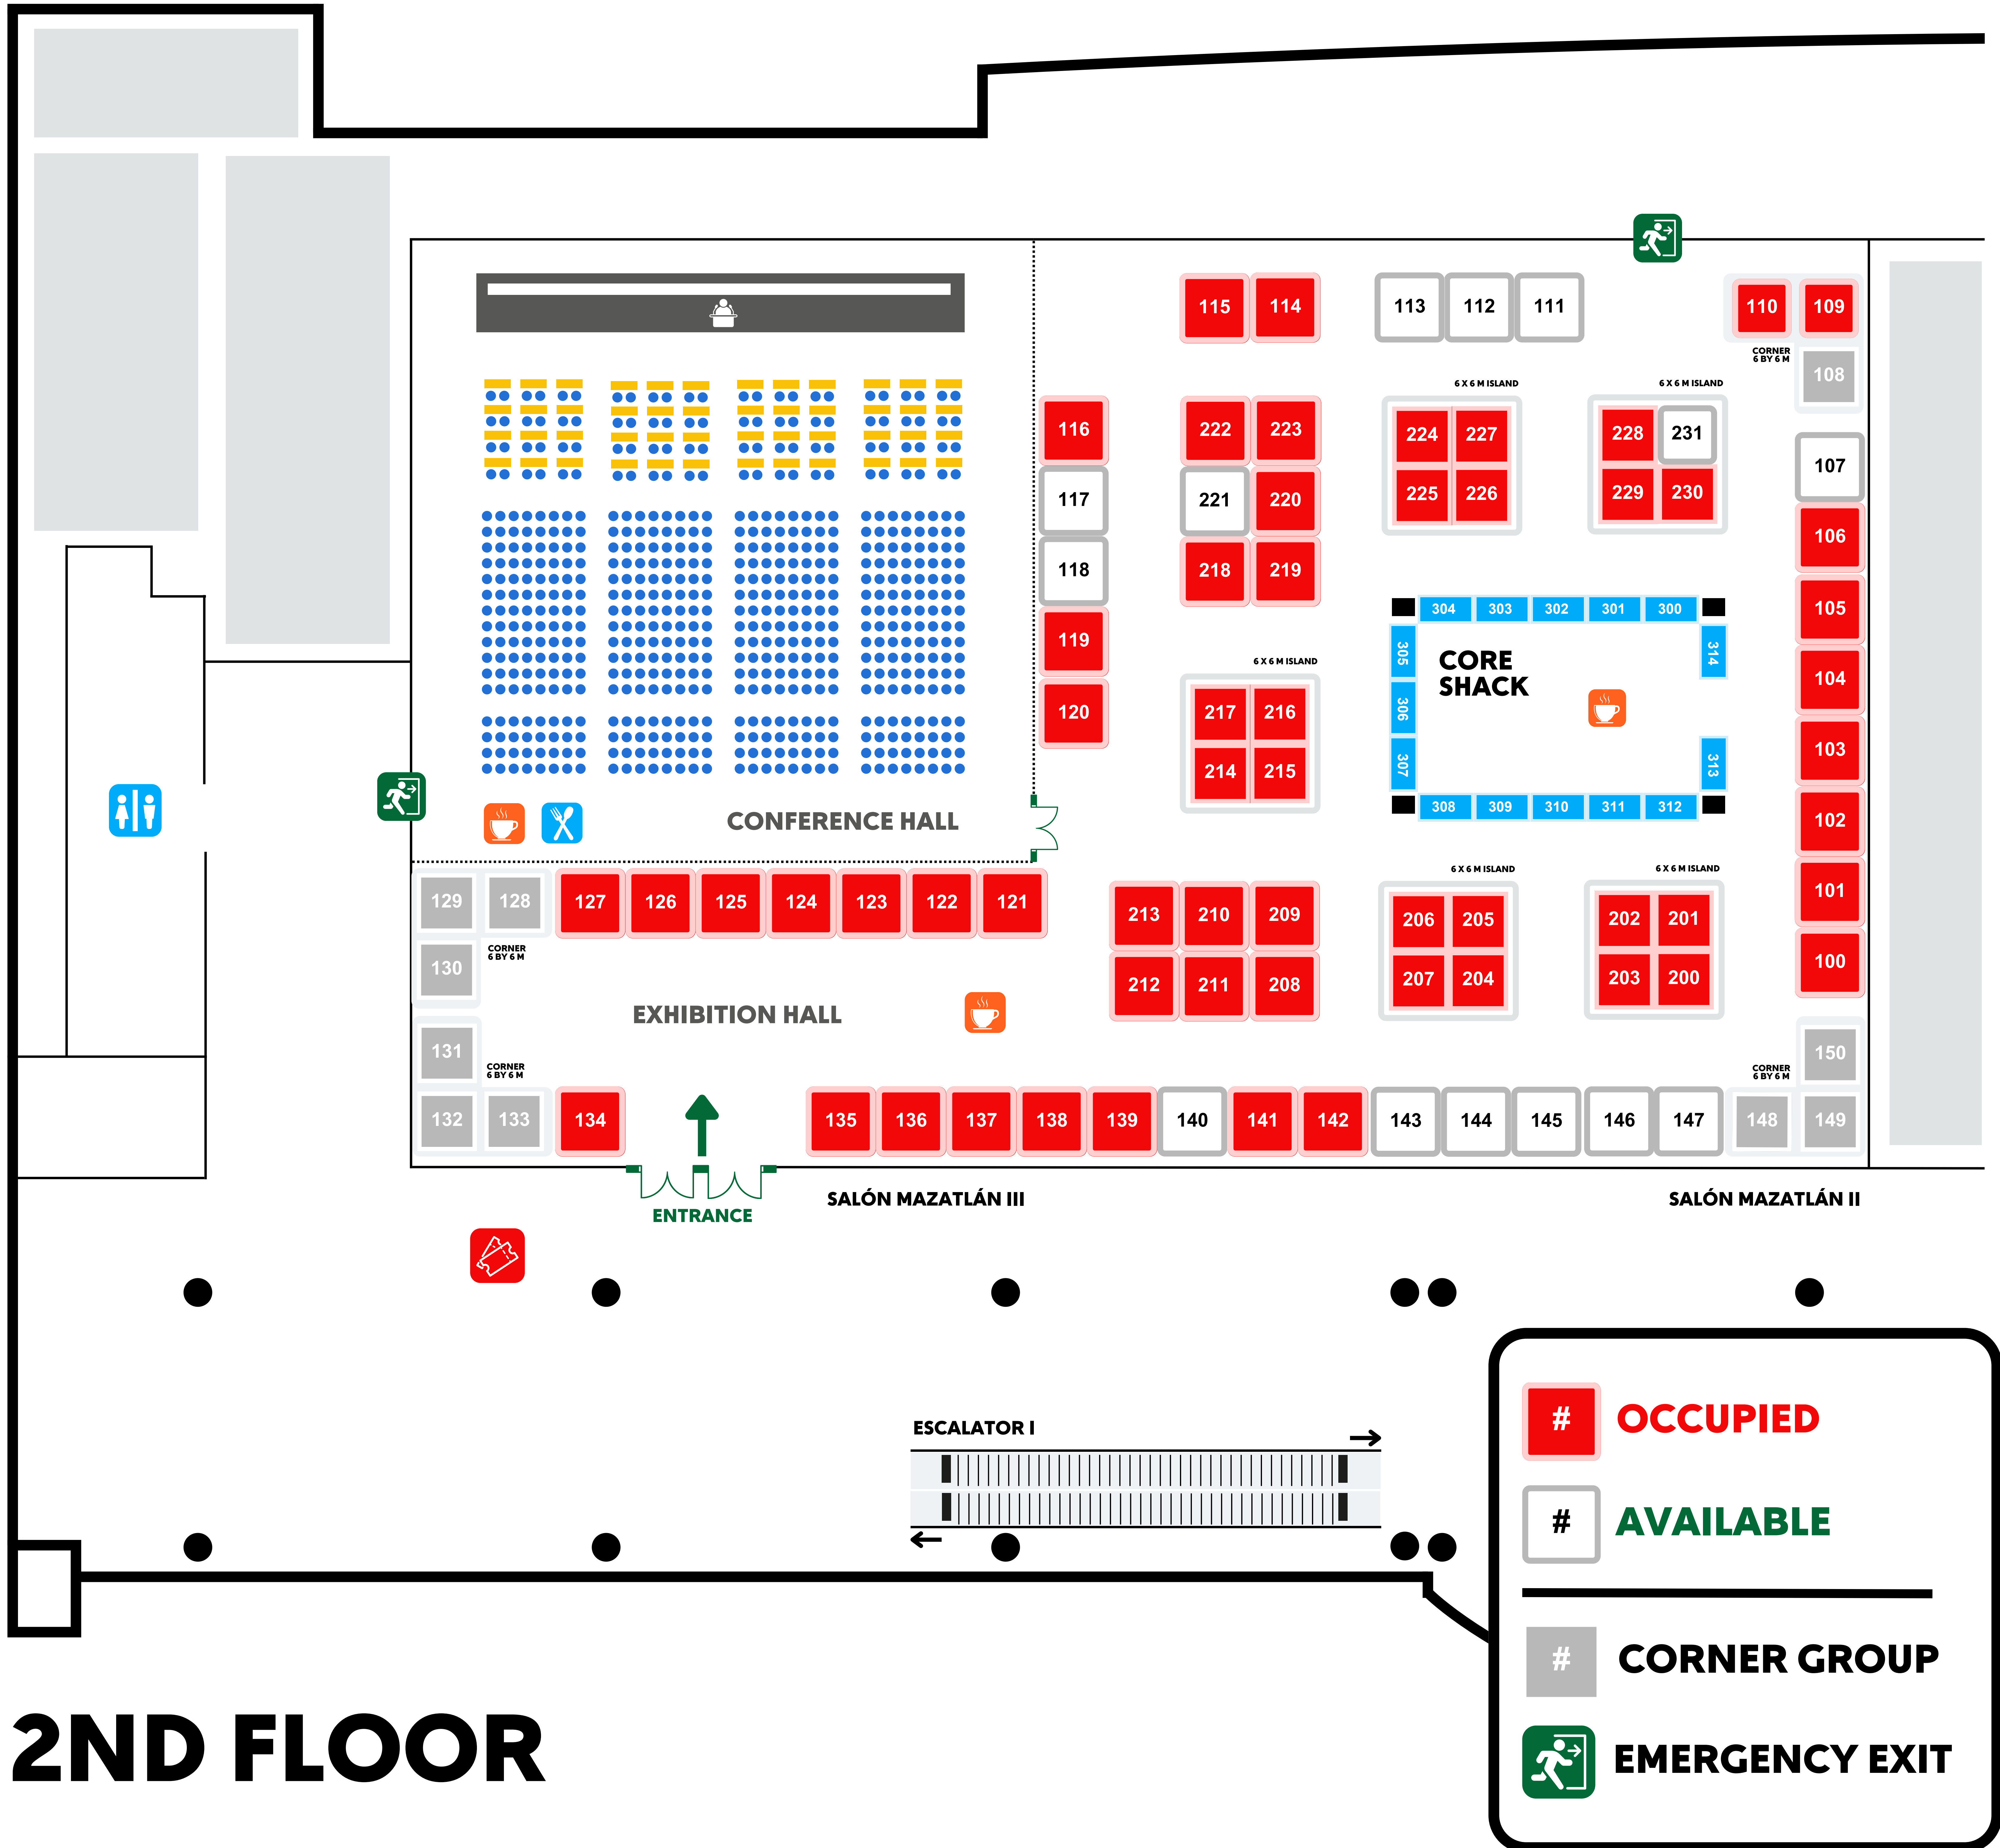 115 114 113 112 111 110 109
CORNER
6 BY 6 M
108
6 X 6 M ISLAND
6 X 6 M ISLAND
116 222 223 224 227 228 231
107
117 221 220 225 226 229 230
106
118 218 219
304 303 302 301 300
105
119
305
CORE
SHACK
314
6 X 6 M ISLAND
104
120 217 216
306
103
214 215
307
313
308 309 310 311 312
102
CONFERENCE HALL
6 X 6 M ISLAND
6 X 6 M ISLAND
129 128 127 126 125 124 123 122 121
213 210 209 206 205 202 201
101
CORNER
6 BY 6 M
130
212 211 208 207 204 203 200
100
EXHIBITION HALL
131
CORNER
6 BY 6 M
CORNER
6 BY 6 M
150
132 133 134 135 136 137 138 139 140 141 142 143 144 145 146 147 148 149
SALÓN MAZATLÁN III
SALÓN MAZATLÁN II
ENTRANCE
ESCALATOR I
# OCCUPIED
# AVAILABLE
# CORNER GROUP
EMERGENCY EXIT
2ND FLOOR